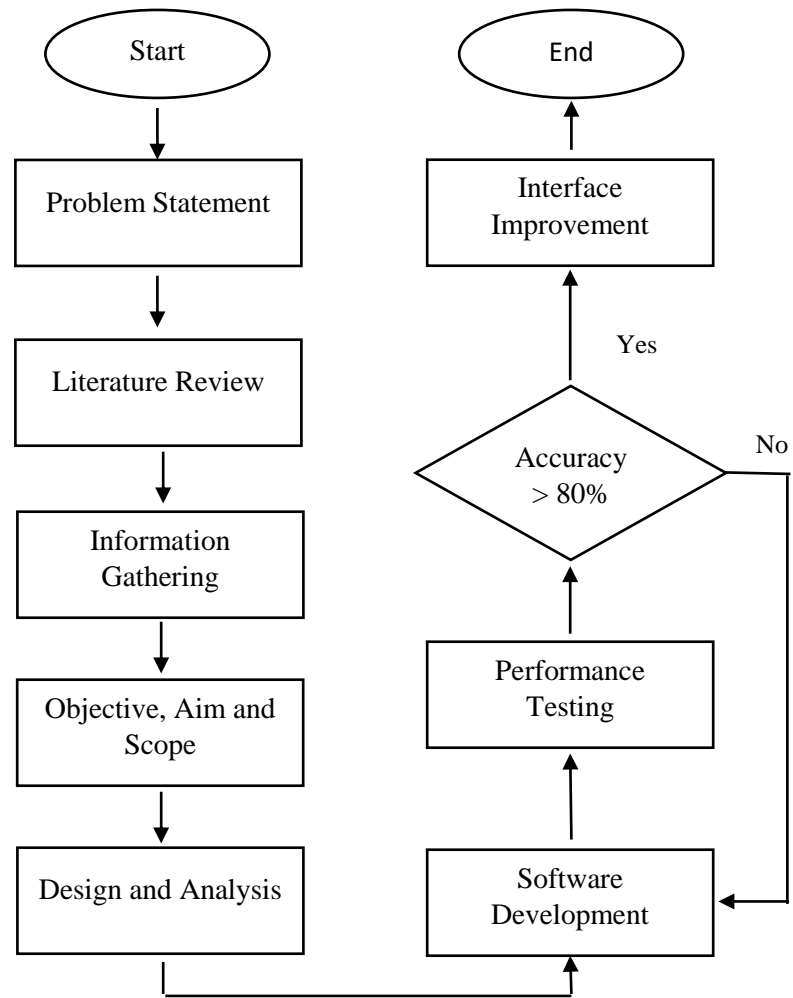 Start
Problem Statement
Literature Review
Information
Gathering
Objective, Aim and
Scope
Design and Analysis
End
Interface
Improvement
Yes
No
Accuracy
> 80%
Performance
Testing
Software
Development